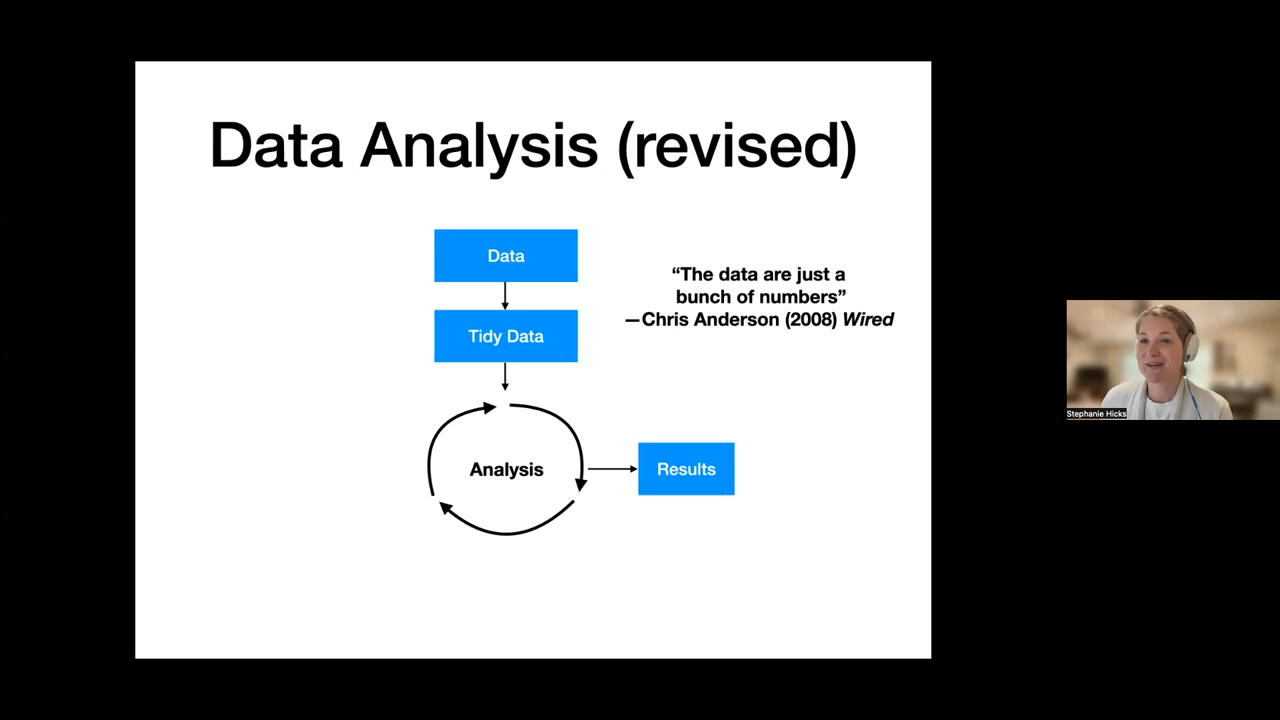 Data Analysis (revised)
Data
Tidy Data
“The data are just a
bunch of numbers”
—Chris Anderson (2008) Wired
Analysis
Results
Stephanie Hicks